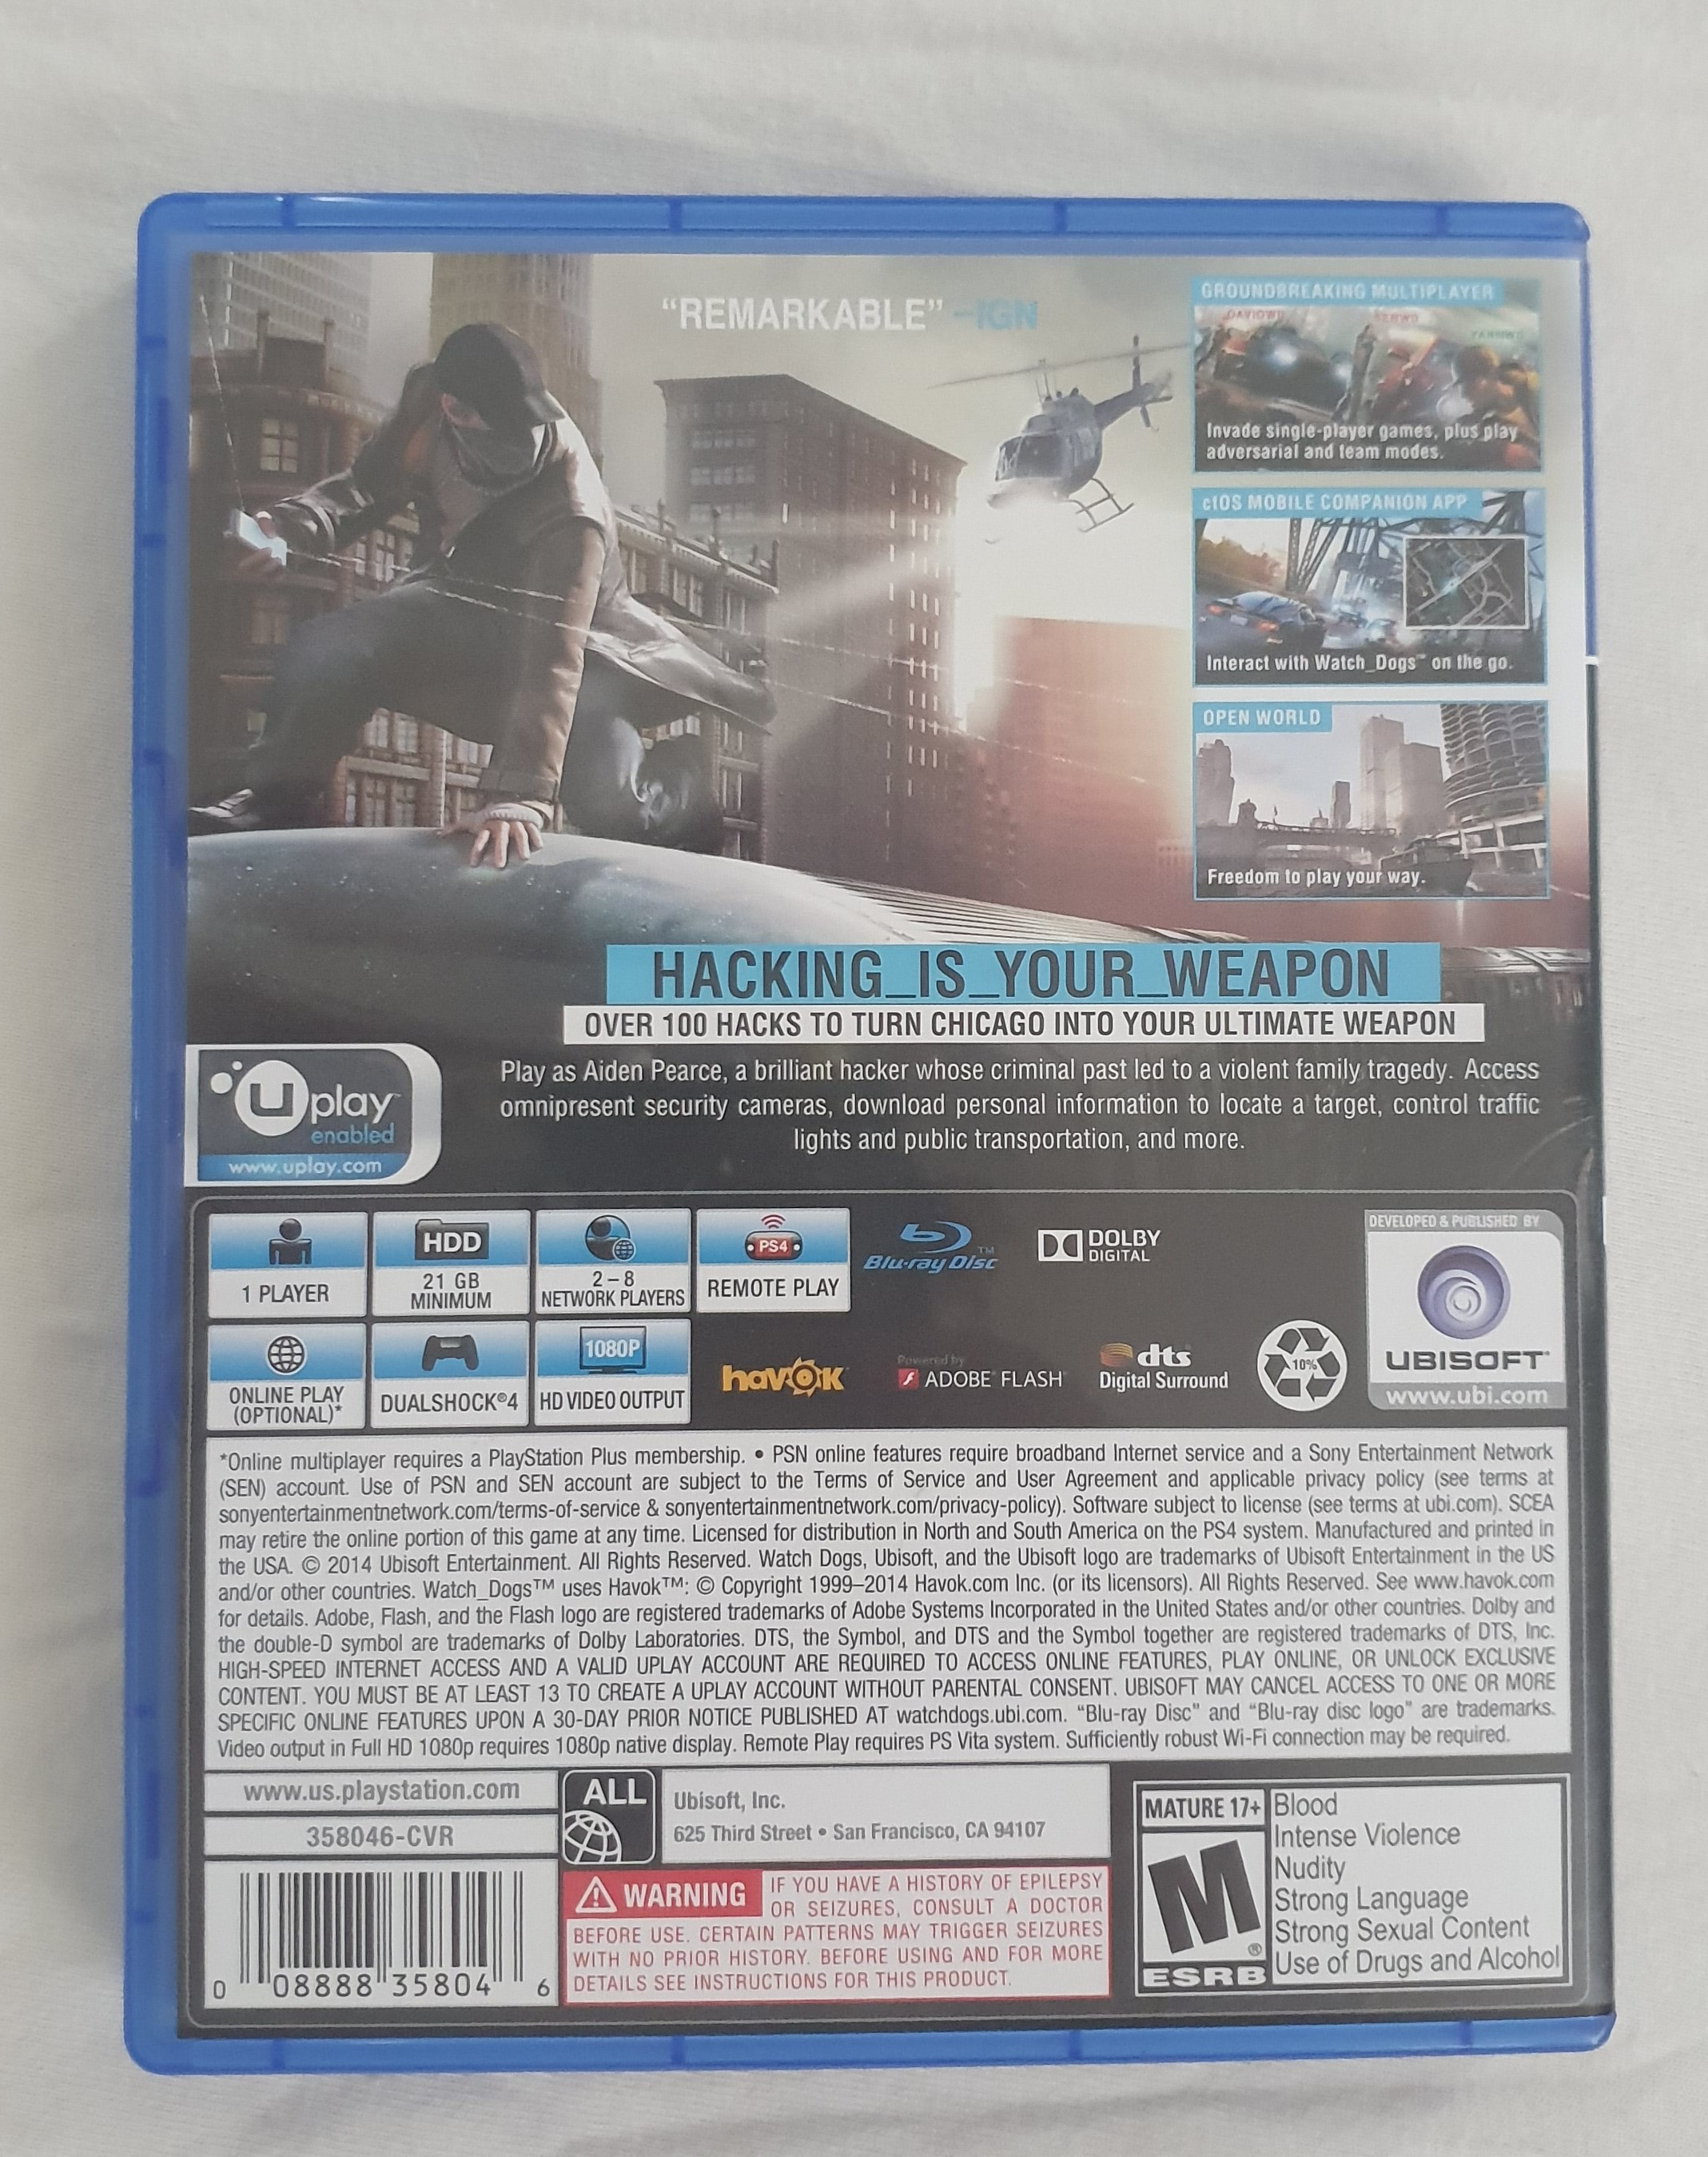 “REMARKABLE” –IGN
GROUNDBREAKING MULTIPLAYER
Invade single-player games, plus play
adversarial and team modes.
ctOS MOBILE COMPANION APP
Interact with Watch_Dogs™ on the go.
OPEN WORLD
Freedom to play your way.
HACKING_IS_YOUR_WEAPON
OVER 100 HACKS TO TURN CHICAGO INTO YOUR ULTIMATE WEAPON
Play as Aiden Pearce, a brilliant hacker whose criminal past led to a violent family tragedy. Access
omnipresent security cameras, download personal information to locate a target, control traffic
lights and public transportation, and more.
Uplay™
enabled
www.uplay.com
1 PLAYER
HDD
21 GB
MINIMUM
2–8
NETWORK PLAYERS
PS4
REMOTE PLAY
Blu-ray Disc™
DOLBY
DIGITAL
DEVELOPED & PUBLISHED BY
UBISOFT
www.ubi.com
ONLINE PLAY
(OPTIONAL)*
DUALSHOCK®4
1080P
HD VIDEO OUTPUT
havok
Powered by
ADOBE® FLASH®
dts
Digital Surround
10%
*Online multiplayer requires a PlayStation Plus membership. • PSN online features require broadband Internet service and a Sony Entertainment Network
(SEN) account. Use of PSN and SEN account are subject to the Terms of Service and User Agreement and applicable privacy policy (see terms at
sonyentertainmentnetwork.com/terms-of-service & sonyentertainmentnetwork.com/privacy-policy). Software subject to license (see terms at ubi.com). SCEA
may retire the online portion of this game at any time. Licensed for distribution in North and South America on the PS4 system. Manufactured and printed in
the USA. © 2014 Ubisoft Entertainment. All Rights Reserved. Watch Dogs, Ubisoft, and the Ubisoft logo are trademarks of Ubisoft Entertainment in the US
and/or other countries. Watch_Dogs™ uses Havok™: © Copyright 1999–2014 Havok.com Inc. (or its licensors). All Rights Reserved. See www.havok.com
for details. Adobe, Flash, and the Flash logo are registered trademarks of Adobe Systems Incorporated in the United States and/or other countries. Dolby and
the double-D symbol are trademarks of Dolby Laboratories. DTS, the Symbol, and DTS and the Symbol together are registered trademarks of DTS, Inc.
HIGH-SPEED INTERNET ACCESS AND A VALID UPLAY ACCOUNT ARE REQUIRED TO ACCESS ONLINE FEATURES, PLAY ONLINE, OR UNLOCK EXCLUSIVE
CONTENT. YOU MUST BE AT LEAST 13 TO CREATE A UPLAY ACCOUNT WITHOUT PARENTAL CONSENT. UBISOFT MAY CANCEL ACCESS TO ONE OR MORE
SPECIFIC ONLINE FEATURES UPON A 30-DAY PRIOR NOTICE PUBLISHED AT watchdogs.ubi.com. “Blu-ray Disc” and “Blu-ray disc logo” are trademarks.
Video output in Full HD 1080p requires 1080p native display. Remote Play requires PS Vita system. Sufficiently robust Wi-Fi connection may be required.
www.us.playstation.com
358046-CVR
0 08888 35804 6
ALL
Ubisoft, Inc.
625 Third Street • San Francisco, CA 94107
WARNING IF YOU HAVE A HISTORY OF EPILEPSY
OR SEIZURES, CONSULT A DOCTOR
BEFORE USE. CERTAIN PATTERNS MAY TRIGGER SEIZURES
WITH NO PRIOR HISTORY. BEFORE USING AND FOR MORE
DETAILS SEE INSTRUCTIONS FOR THIS PRODUCT.
MATURE 17+
M
®
ESRB
Blood
Intense Violence
Nudity
Strong Language
Strong Sexual Content
Use of Drugs and Alcohol